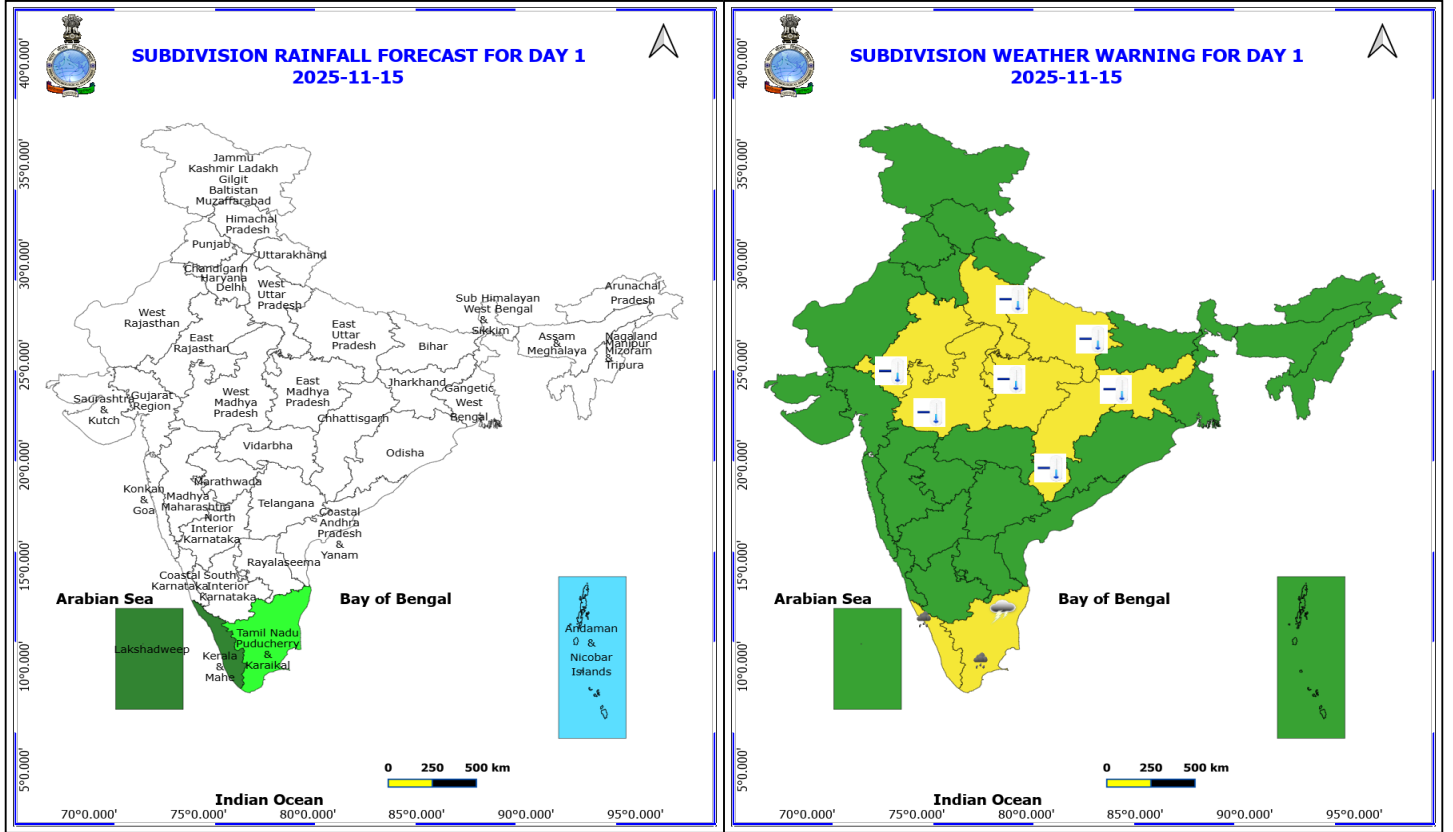 SUBDIVISION RAINFALL FORECAST FOR DAY 1
2025-11-15
40°0.000'
35°0.000'
30°0.000'
25°0.000'
20°0.000'
15°0.000'
10°0.000'
5°0.000'
Jammu
Kashmir Ladakh
Gilgit
Baltistan
Muzaffarabad
Himachal
Pradesh
Punjab
Uttarakhand
Chandigarh
Haryana
Delhi
West
Uttar
Pradesh
Arunachal
Pradesh
Sub Himalayan
West Bengal
&
Sikkim
West
Rajasthan
East
Rajasthan
East
Uttar
Pradesh
Bihar
Assam
&
Meghalaya
Nagaland
Manipur
Mizoram
&
Tripura
Saurashtra
&
Kutch
Gujarat
Region
West
Madhya
Pradesh
East
Madhya
Pradesh
Jharkhand
Gangetic
West
Bengal
Chhattisgarh
Vidarbha
Odisha
Konkan
&
Goa
Madhya
Maharashtra
Marathwada
Telangana
North
Interior
Karnataka
Coastal
Andhra
Pradesh
&
Yanam
Rayalaseema
Coastal
Karnataka
South
Interior
Karnataka
Arabian Sea
Bay of Bengal
Lakshadweep
Kerala
&
Mahe
Tamil Nadu
Puducherry
&
Karaikal
Andaman
&
Nicobar
Islands
0 250 500 km
Indian Ocean
70°0.000' 75°0.000' 80°0.000' 85°0.000' 90°0.000' 95°0.000'
SUBDIVISION WEATHER WARNING FOR DAY 1
2025-11-15
40°0.000'
35°0.000'
30°0.000'
25°0.000'
20°0.000'
15°0.000'
10°0.000'
5°0.000'
Arabian Sea
Bay of Bengal
0 250 500 km
Indian Ocean
70°0.000' 75°0.000' 80°0.000' 85°0.000' 90°0.000' 95°0.000'